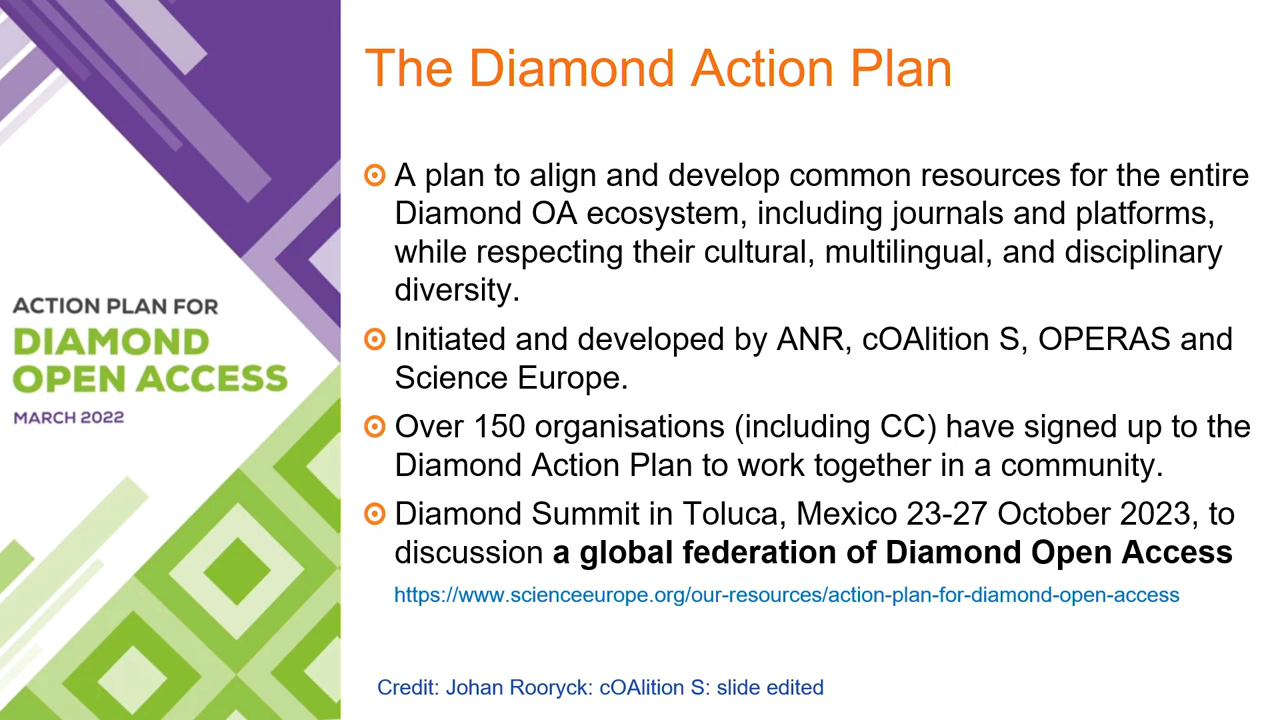 The Diamond Action Plan
ACTION PLAN FOR
DIAMOND
OPEN ACCESS
MARCH 2022
A plan to align and develop common resources for the entire
Diamond OA ecosystem, including journals and platforms,
while respecting their cultural, multilingual, and disciplinary
diversity.
Initiated and developed by ANR, cOAlition S, OPERAS and
Science Europe.
Over 150 organisations (including CC) have signed up to the
Diamond Action Plan to work together in a community.
Diamond Summit in Toluca, Mexico 23-27 October 2023, to
discussion a global federation of Diamond Open Access
https://www.scienceeurope.org/our-resources/action-plan-for-diamond-open-access
Credit: Johan Rooryck: cOAlition S: slide edited